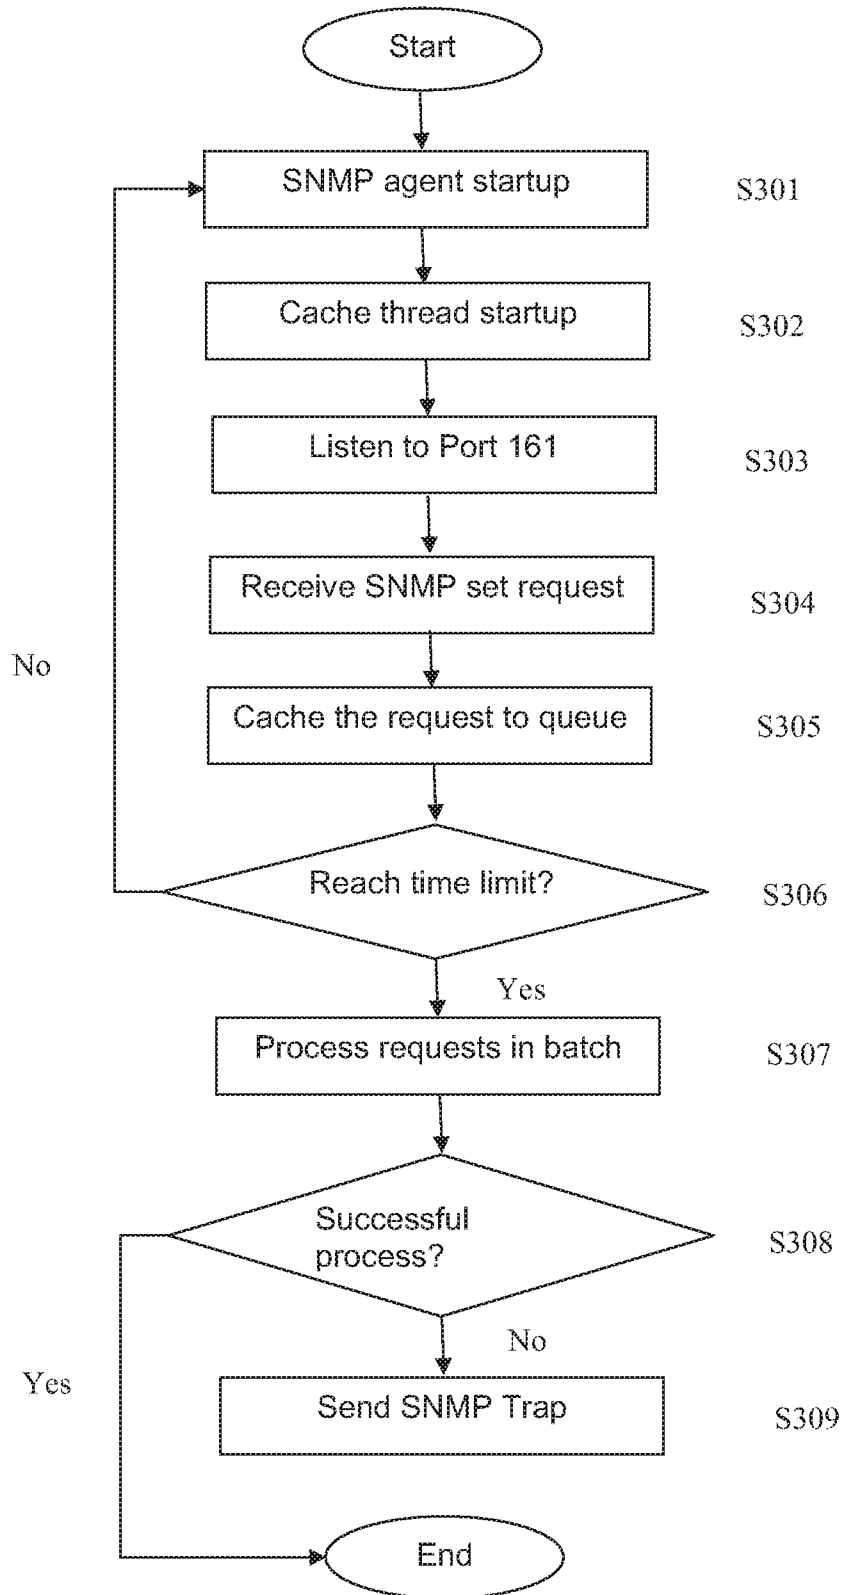 Start
SNMP agent startup
S301
Cache thread startup
S302
Listen to Port 161
S303
Receive SNMP set request
S304
No
Cache the request to queue
S305
Reach time limit?
S306
Yes
Process requests in batch
S307
Successful
process?
S308
No
Yes
Send SNMP Trap
S309
End